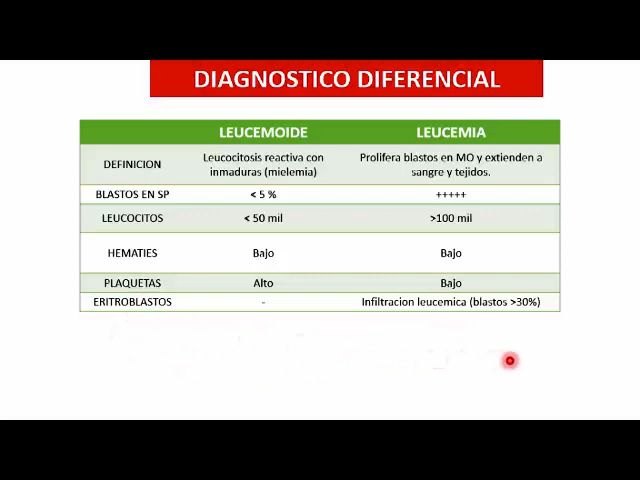 DIAGNOSTICO DIFERENCIAL
LEUCEMOIDE LEUCEMIA
DEFINICION Leucocitosis reactiva con inmaduras (mielemia) Prolifera blastos en MO y extienden a sangre y tejidos.
BLASTOS EN SP < 5 % +++++
LEUCOCITOS < 50 mil >100 mil
HEMATIES Bajo Bajo
PLAQUETAS Alto Bajo
ERITROBLASTOS - Infiltracion leucemica (blastos >30%)